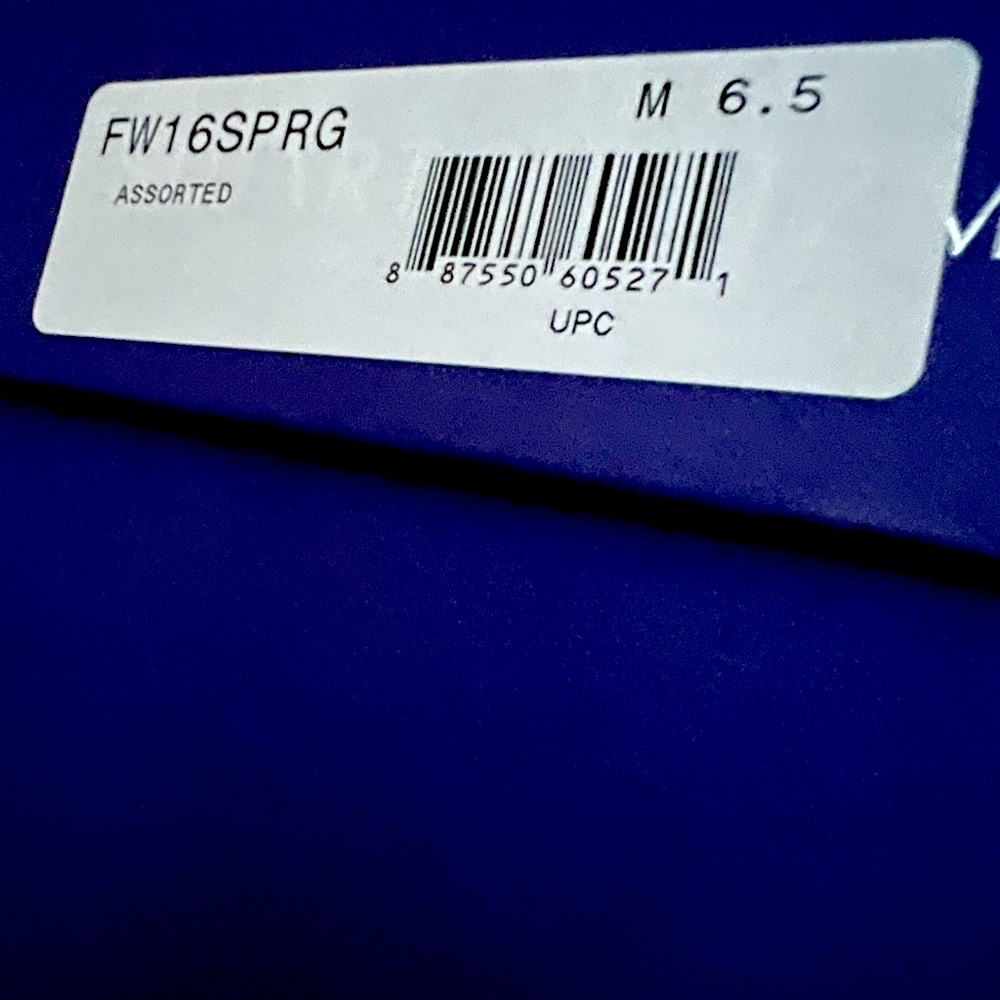 FW16SPRG
M 6.5
ASSORTED
8 87550 60527 1
UPC